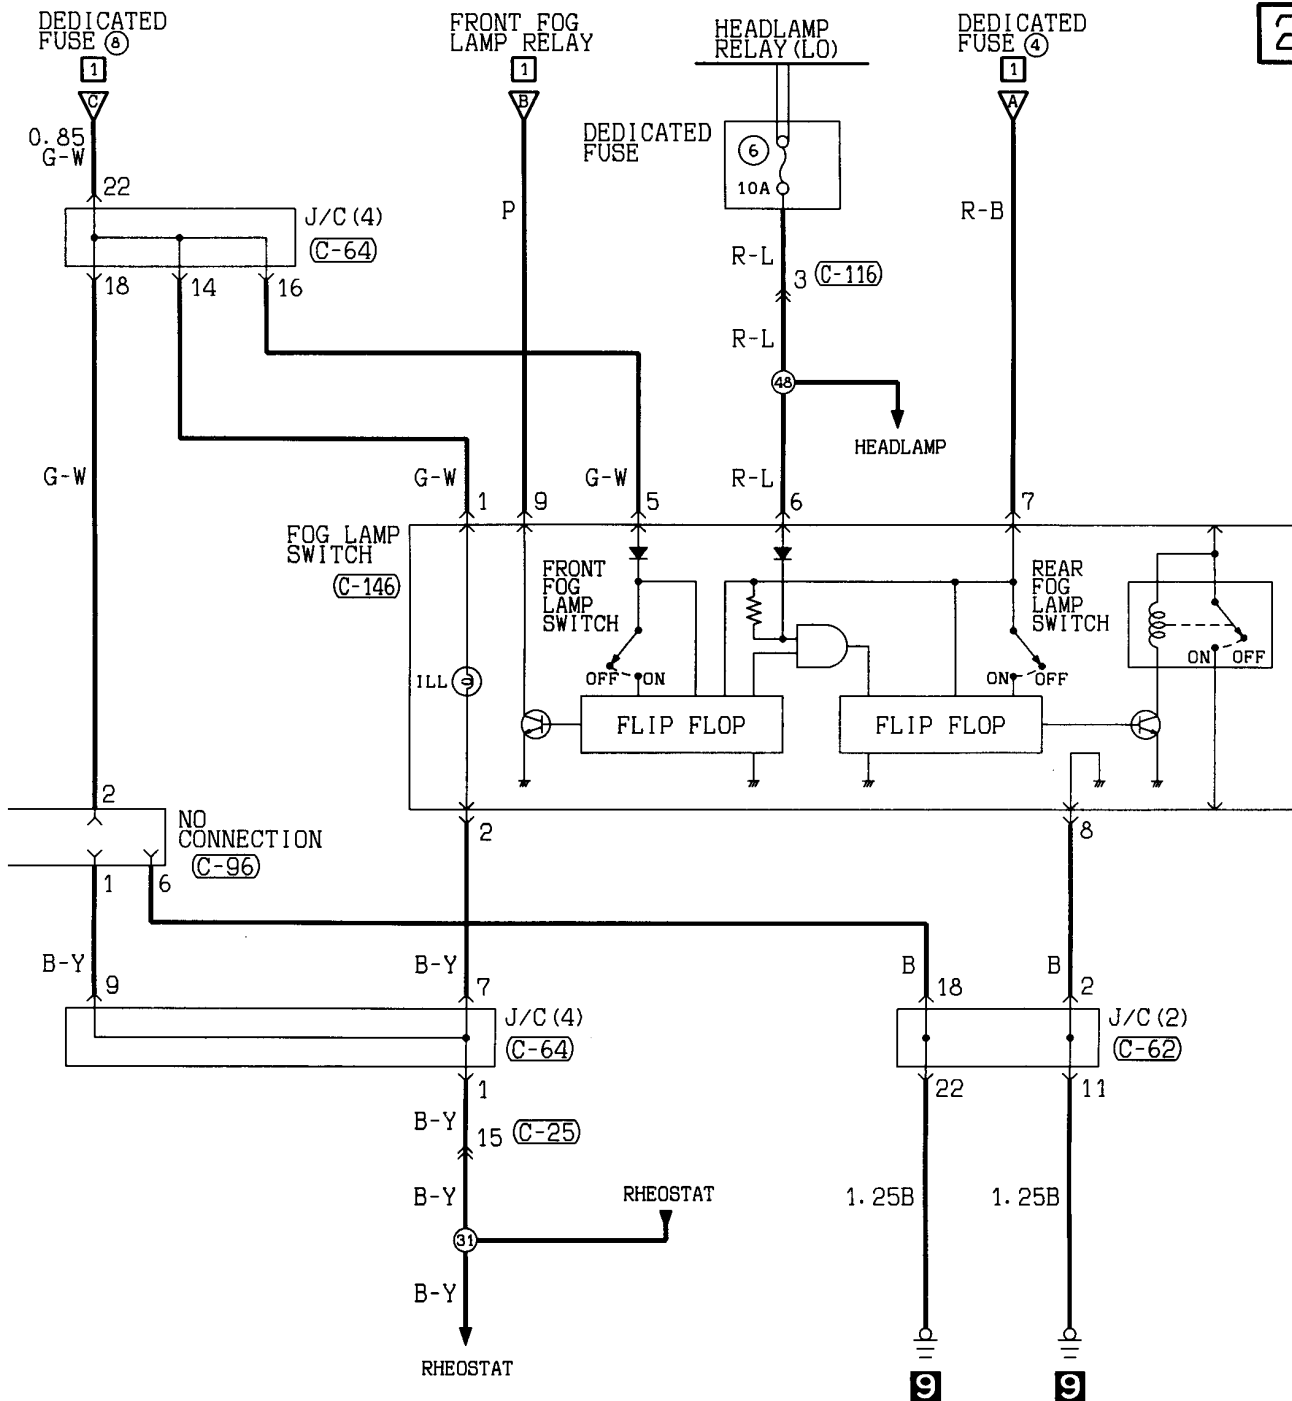 DEDICATED
FUSE 8
1
C
FRONT FOG
LAMP RELAY
1
B
HEADLAMP
RELAY(LO)
DEDICATED
FUSE 4
1
A
2
0.85
G-W
22
J/C(4)
C-64
18
14
16
P
DEDICATED
FUSE
6
10A
R-L
3
C-116
R-L
48
HEADLAMP
R-B
G-W
G-W
1
9
G-W
5
R-L
6
7
FOG LAMP
SWITCH
C-146
FRONT
FOG
LAMP
SWITCH
REAR
FOG
LAMP
SWITCH
ILL
OFF
ON
ON
OFF
ON
OFF
FLIP FLOP
FLIP FLOP
2
NO
CONNECTION
C-96
1
6
2
8
B-Y
9
B-Y
7
B
18
B
2
J/C(4)
C-64
J/C(2)
C-62
1
22
11
B-Y
15
C-25
B-Y
RHEOSTAT
1.25B
1.25B
31
B-Y
RHEOSTAT
9
9